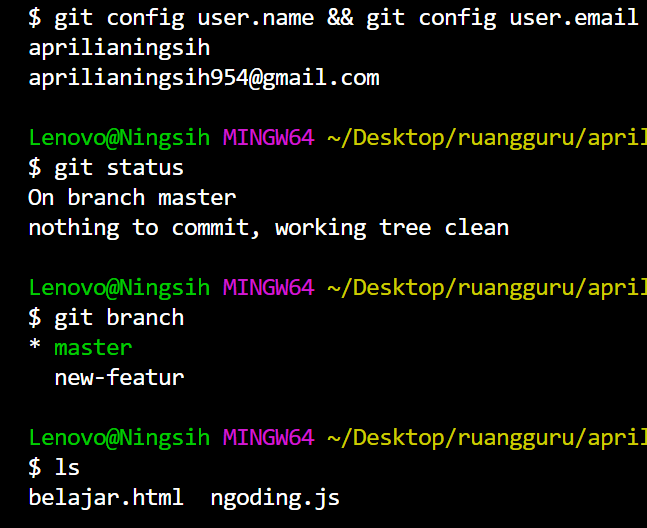 $ git config user.name && git config user.email
aprilianingsih
aprilianingsih954@gmail.com
Lenovo@Ningsih MINGW64 ~/Desktop/ruangguru/april
$ git status
On branch master
nothing to commit, working tree clean
Lenovo@Ningsih MINGW64 ~/Desktop/ruangguru/april
$ git branch
* master
new-featur
Lenovo@Ningsih MINGW64 ~/Desktop/ruangguru/april
$ ls
belajar.html ngoding.js